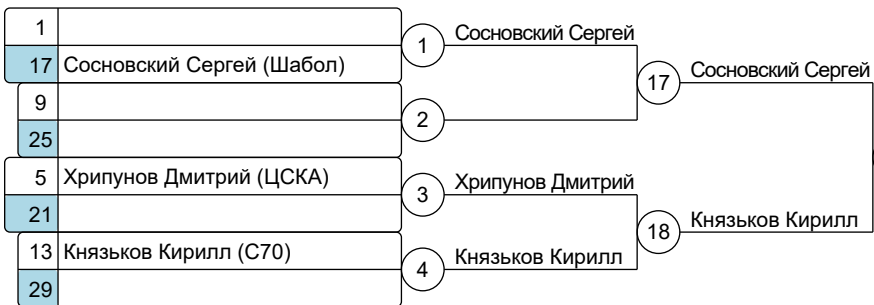 1
17 Сосновский Сергей (Шабол)
9
25
5 Хрипунов Дмитрий (ЦСКА)
21
13 Князьков Кирилл (С70)
29
1 Сосновский Сергей
2
3 Хрипунов Дмитрий
4 Князьков Кирилл
17 Сосновский Сергей
18 Князьков Кирилл